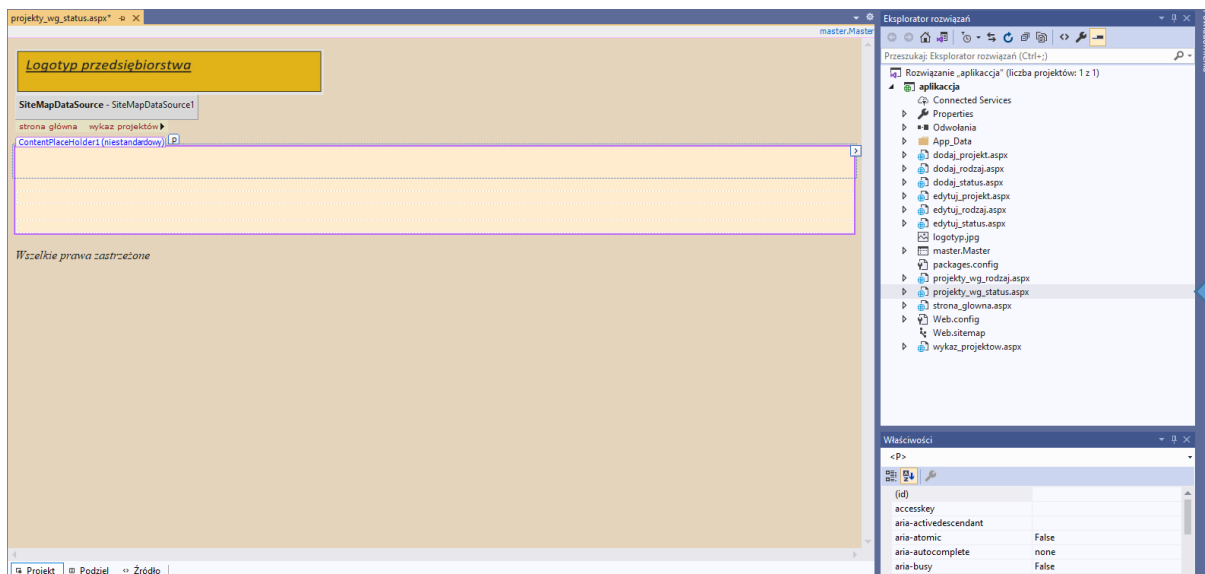 projekty_wg_status.aspx*
master.Master
Logotyp przedsiębiorstwa
SiteMapDataSource - SiteMapDataSource1
strona główna wykaz projektów
ContentPlaceHolder1 (niestandardowy)
p
Wszelkie prawa zastrzeżone
Projekt Podziel Źródło
Eksplorator rozwiązań
Przeszukaj: Eksplorator rozwiązań (Ctrl+;)
Rozwiązanie „aplikaccja" (liczba projektów: 1 z 1)
aplikaccja
Connected Services
Properties
Odwołania
App_Data
dodaj_projekt.aspx
dodaj_rodzaj.aspx
dodaj_status.aspx
edytuj_projekt.aspx
edytuj_rodzaj.aspx
edytuj_status.aspx
logotyp.jpg
master.Master
packages.config
projekty_wg_rodzaj.aspx
projekty_wg_status.aspx
strona_glowna.aspx
Web.config
Web.sitemap
wykaz_projektow.aspx
Właściwości
<P>
(id)
accesskey
aria-activedescendant
aria-atomic False
aria-autocomplete none
aria-busy False